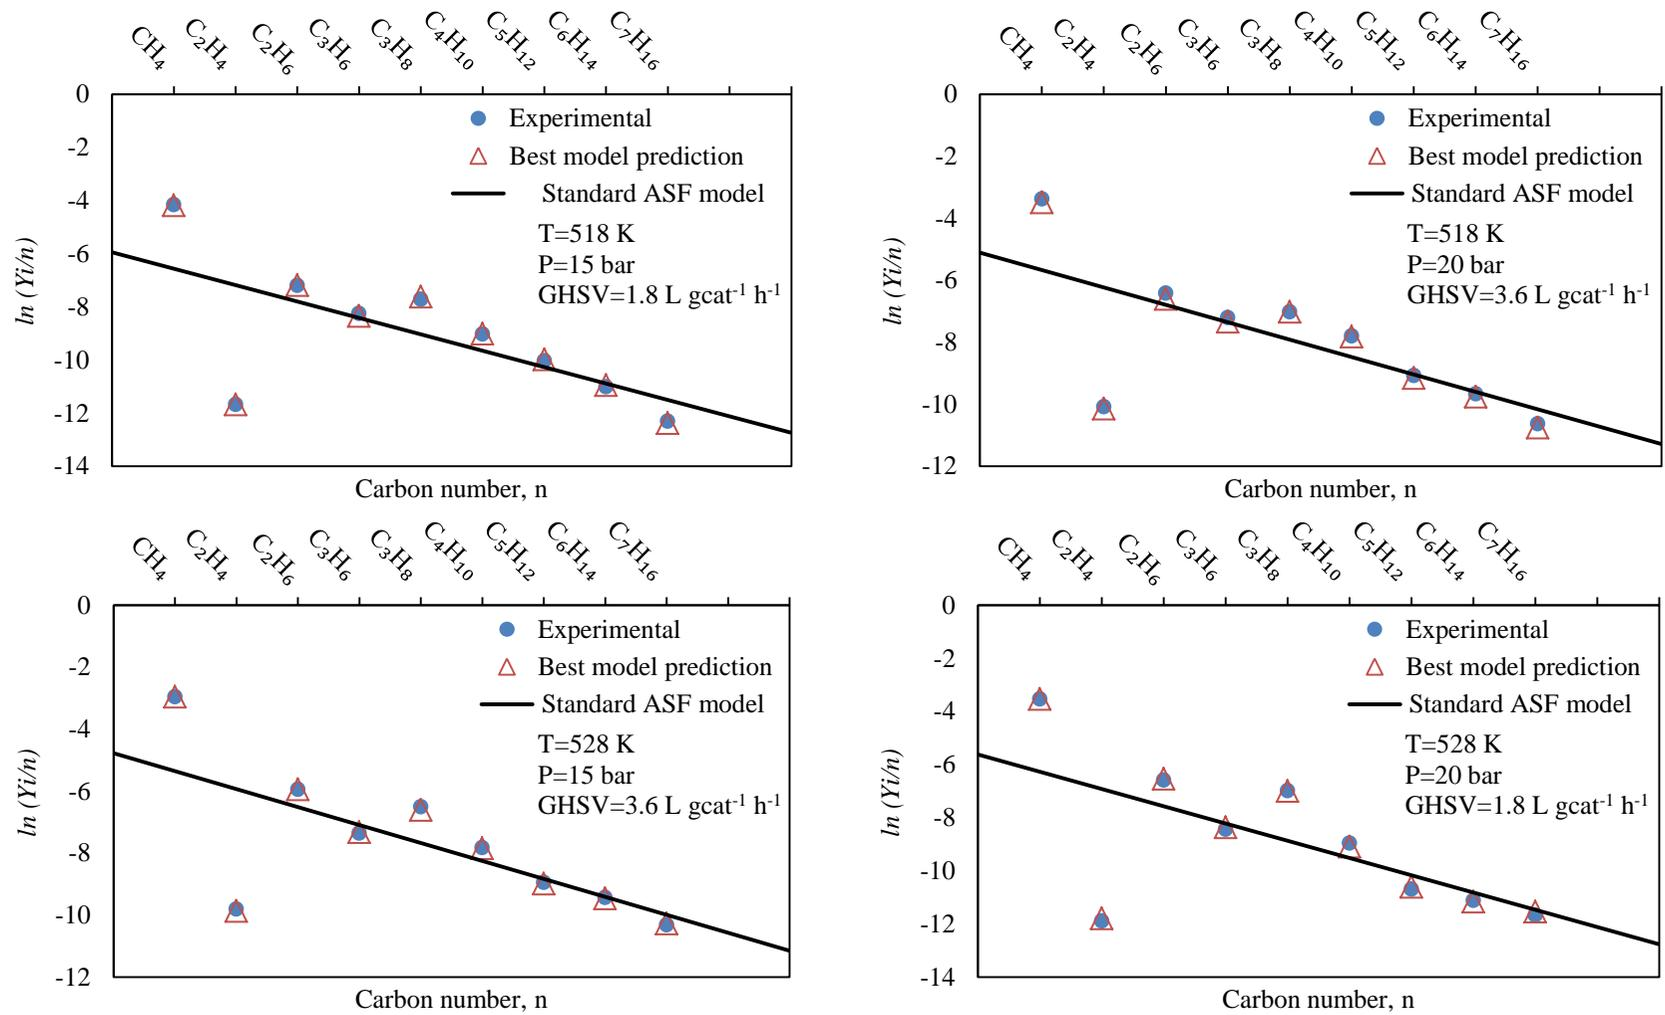 CH₄ C₂H₄ C₂H₆ C₃H₆ C₃H₈ C₄H₁₀ C₅H₁₂ C₆H₁₄ C₇H₁₆
0
-2
-4
-6
-8
-10
-12
-14
ln (Yi/n)
Experimental
Best model prediction
Standard ASF model
T=518 K
P=15 bar
GHSV=1.8 L gcat⁻¹ h⁻¹
Carbon number, n
CH₄ C₂H₄ C₂H₆ C₃H₆ C₃H₈ C₄H₁₀ C₅H₁₂ C₆H₁₄ C₇H₁₆
0
-2
-4
-6
-8
-10
-12
ln (Yi/n)
Experimental
Best model prediction
Standard ASF model
T=518 K
P=20 bar
GHSV=3.6 L gcat⁻¹ h⁻¹
Carbon number, n
CH₄ C₂H₄ C₂H₆ C₃H₆ C₃H₈ C₄H₁₀ C₅H₁₂ C₆H₁₄ C₇H₁₆
0
-2
-4
-6
-8
-10
-12
ln (Yi/n)
Experimental
Best model prediction
Standard ASF model
T=528 K
P=15 bar
GHSV=3.6 L gcat⁻¹ h⁻¹
Carbon number, n
CH₄ C₂H₄ C₂H₆ C₃H₆ C₃H₈ C₄H₁₀ C₅H₁₂ C₆H₁₄ C₇H₁₆
0
-2
-4
-6
-8
-10
-12
-14
ln (Yi/n)
Experimental
Best model prediction
Standard ASF model
T=528 K
P=20 bar
GHSV=1.8 L gcat⁻¹ h⁻¹
Carbon number, n